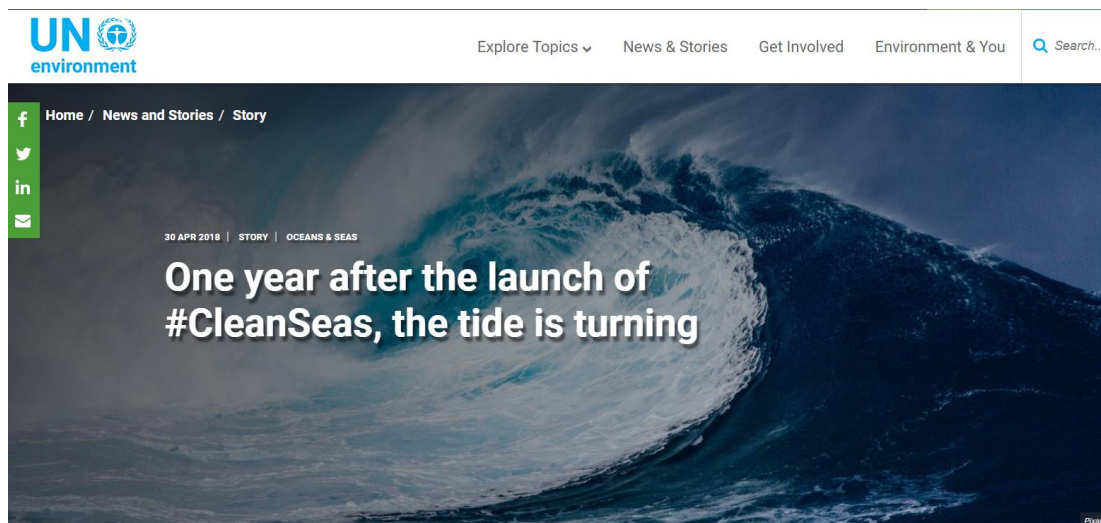 UN
environment
Explore Topics News & Stories Get Involved Environment & You Search..
Home / News and Stories / Story
f
in
30 APR 2018 | STORY | OCEANS & SEAS
One year after the launch of
#CleanSeas, the tide is turning